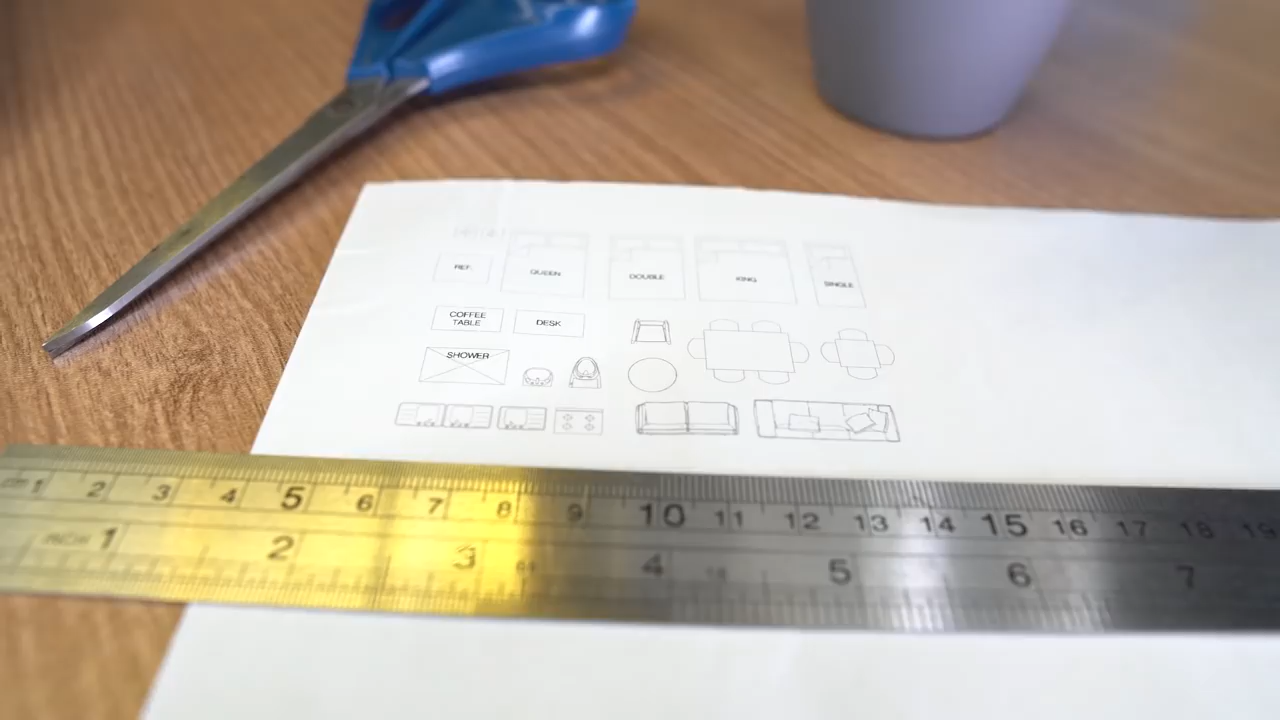 REF. QUEEN DOUBLE KING SINGLE
COFFEE
TABLE
DESK
SHOWER
1 2 3 4 5 6 7 8 9 10 11 12 13 14 15 16 17 18 19
INCH 1 2 3 4 5 6 7